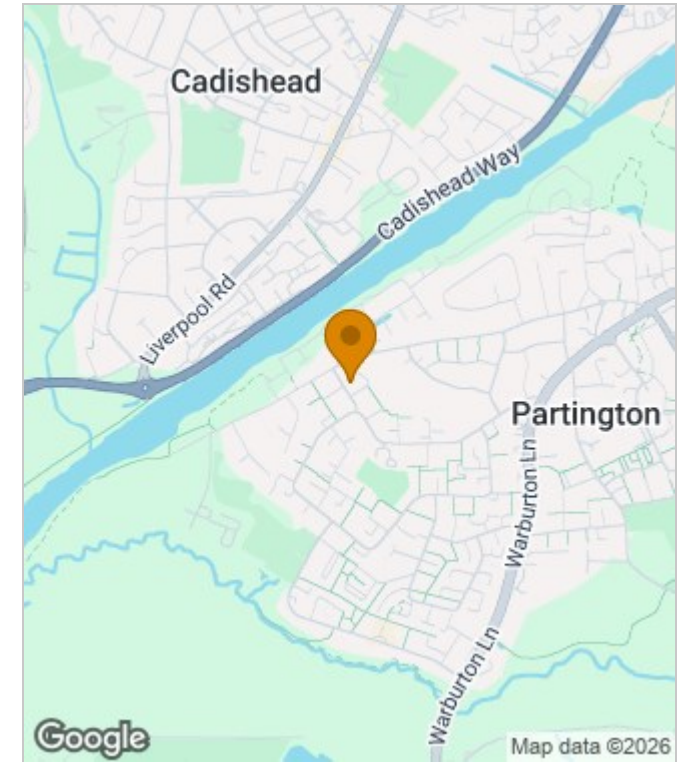 Cadishead
Cadishead Way
Liverpool Rd
Partington
Warburton Ln
Warburton Ln
Google
Map data ©2026